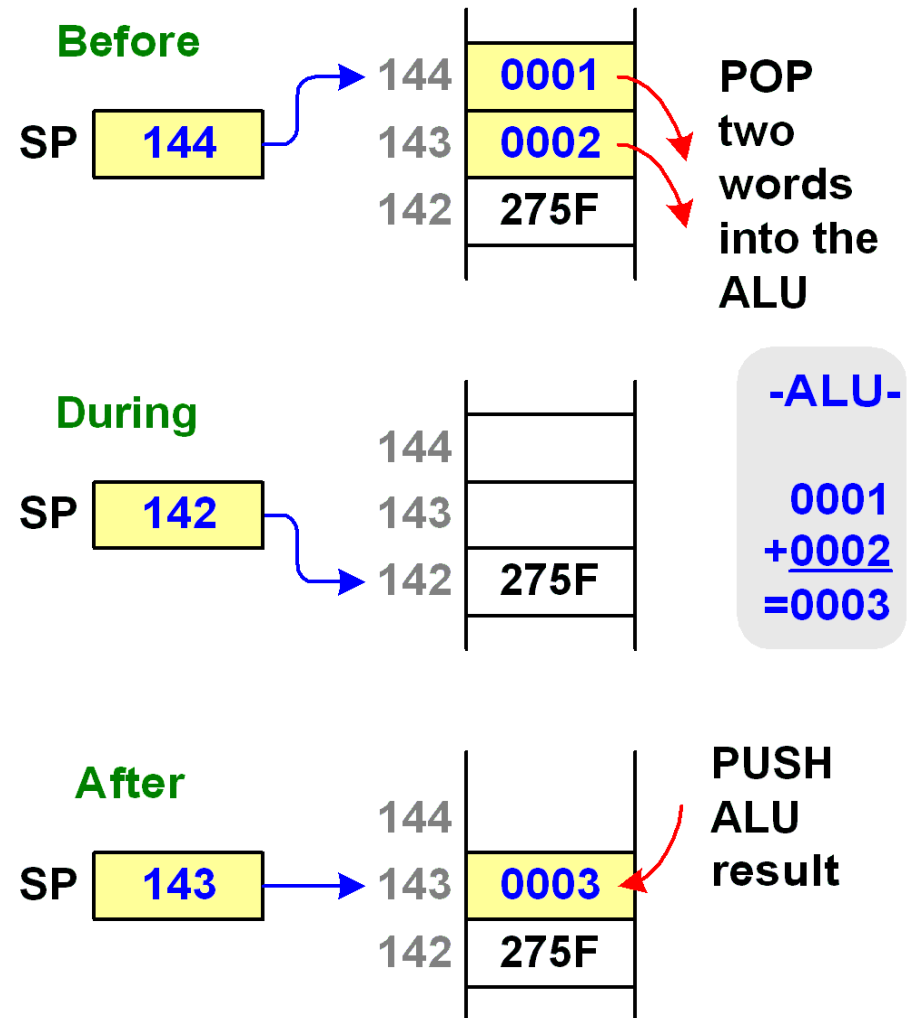 Before
SP 144
144 0001
143 0002
142 275F
POP
two
words
into the
ALU
During
SP 142
144
143
142 275F
-ALU-
0001
+0002
=0003
After
SP 143
144
143 0003
142 275F
PUSH
ALU
result